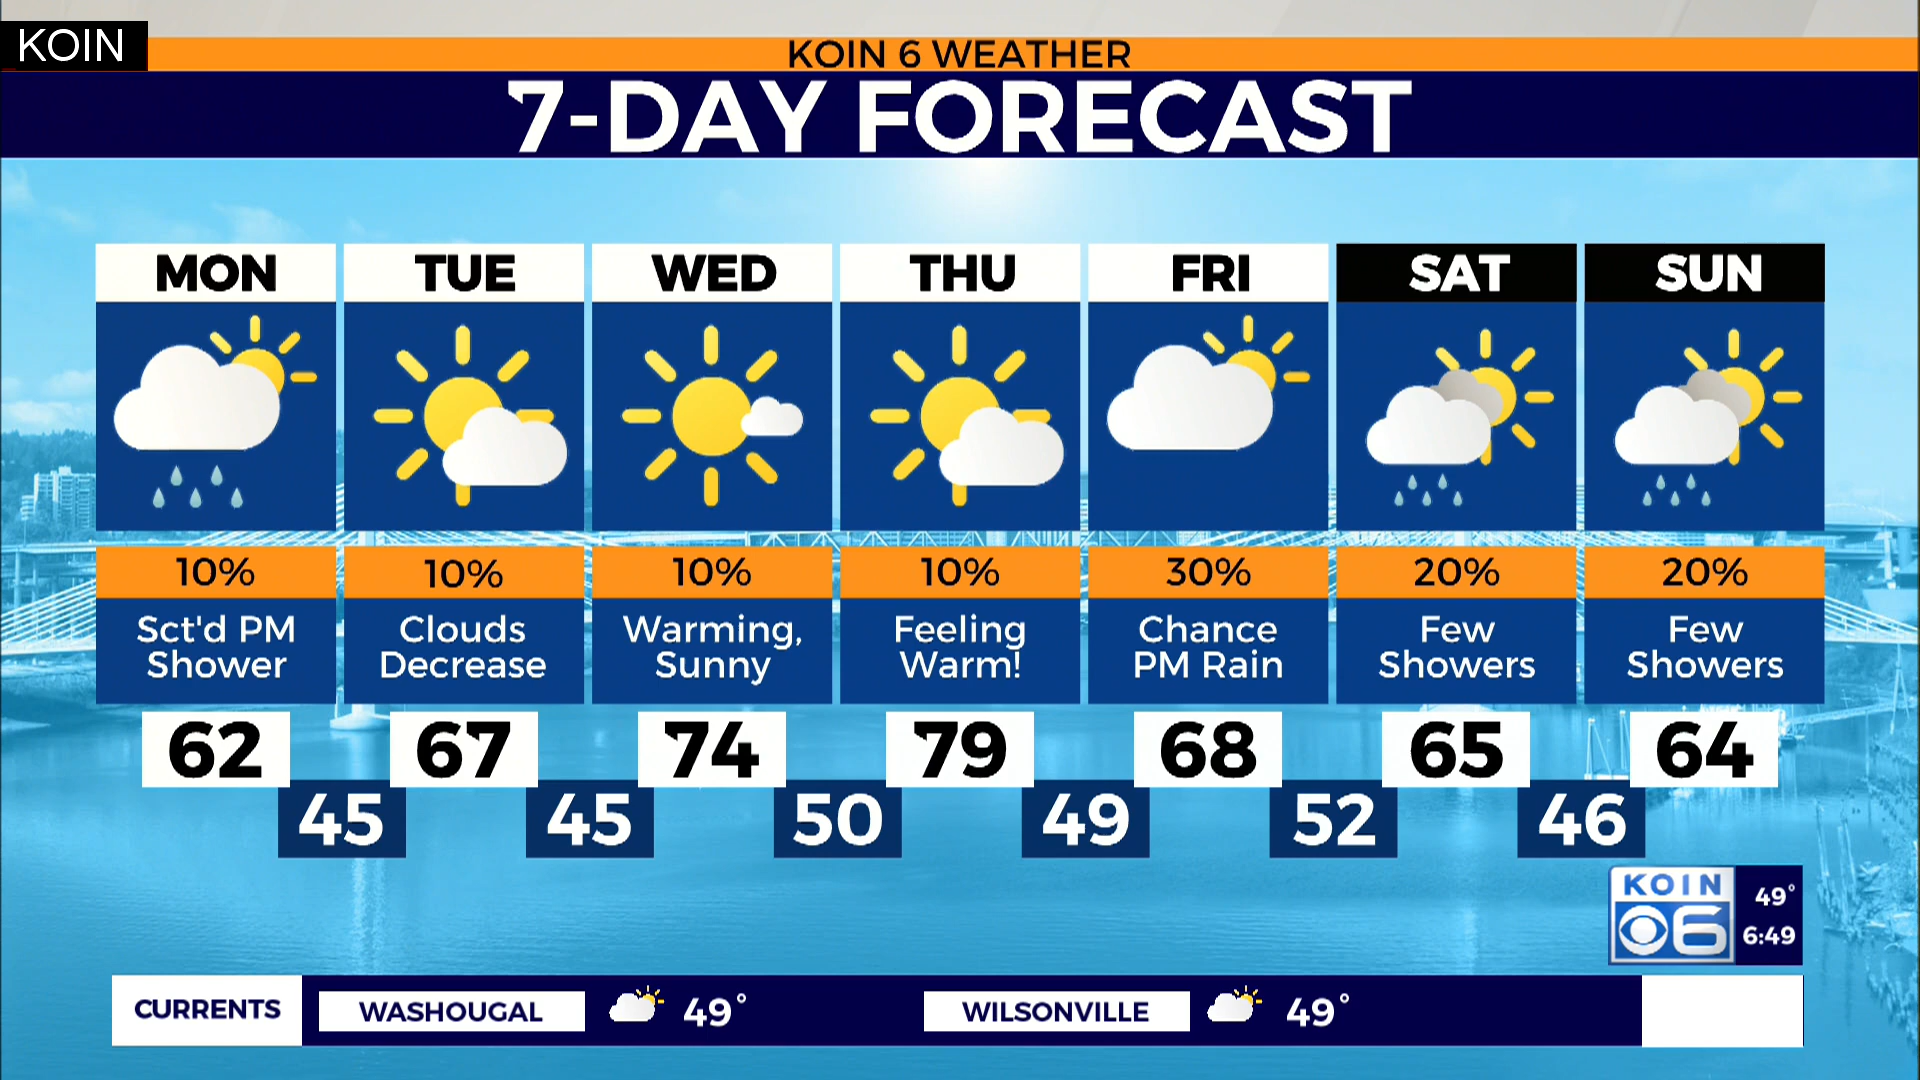 KOIN
KOIN 6 WEATHER
7-DAY FORECAST
MON TUE WED THU FRI SAT SUN
10% 10% 10% 10% 30% 20% 20%
Sct'd PM Clouds Warming, Feeling Chance Few Few
Shower Decrease Sunny Warm! PM Rain Showers Showers
62 67 74 79 68 65 64
45 45 50 49 52 46
KOIN 49°
6 6:49
CURRENTS WASHOUGAL 49° WILSONVILLE 49°